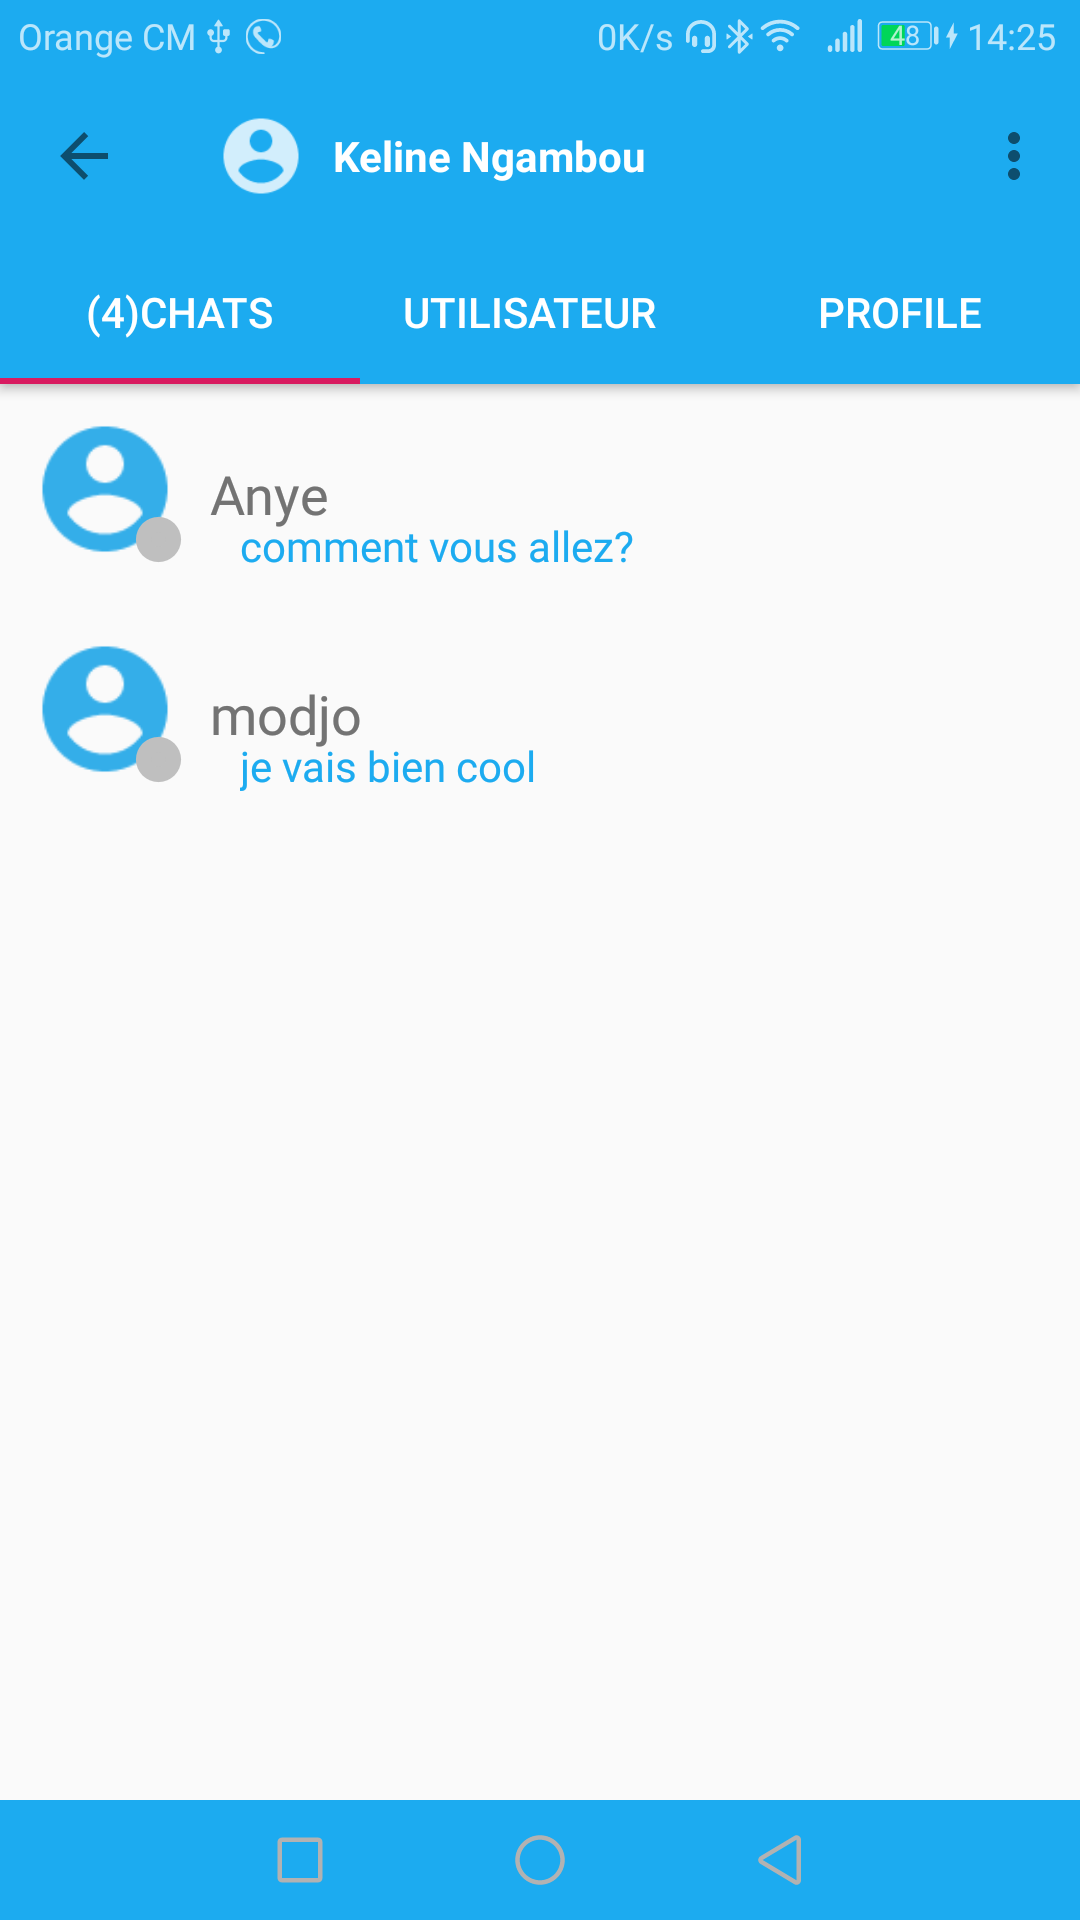 Orange CM 0K/s 48 14:25
Keline Ngambou
(4)CHATS UTILISATEUR PROFILE
Anye
comment vous allez?
modjo
je vais bien cool